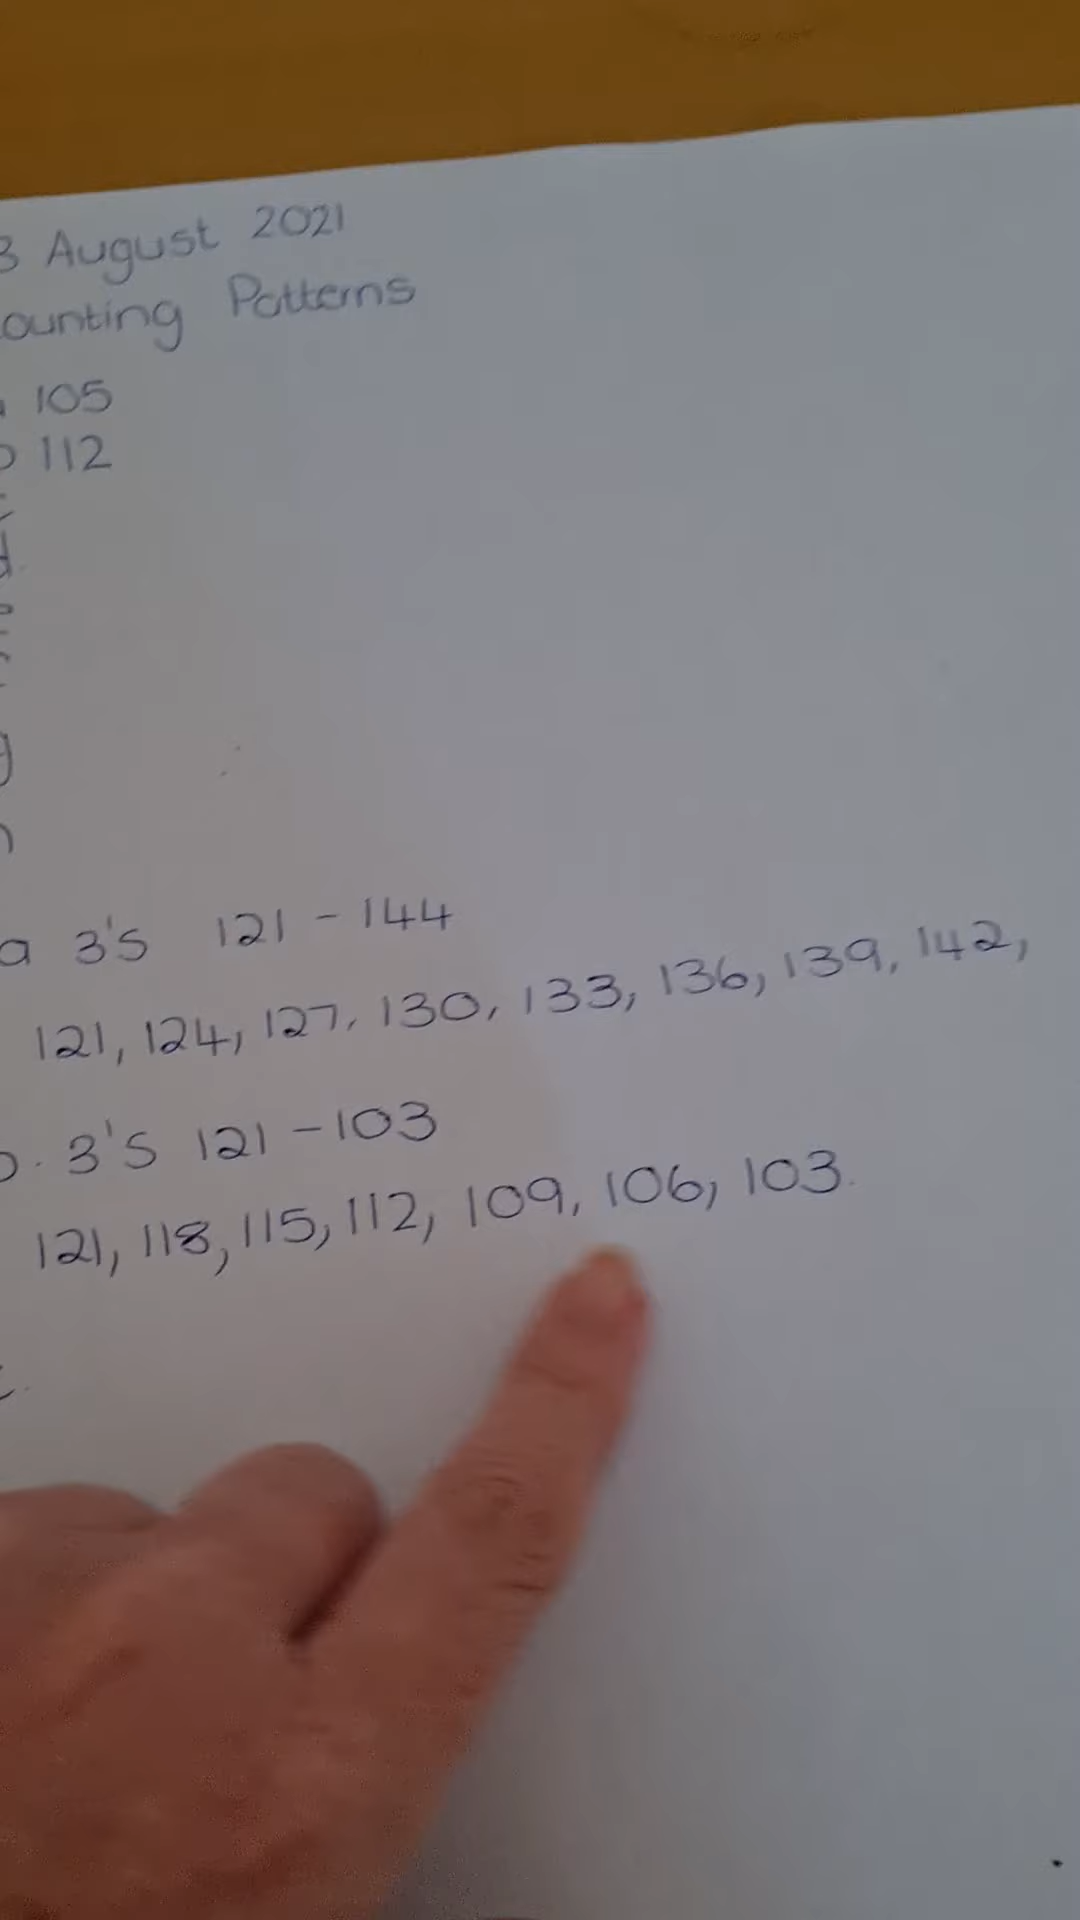 3 August 2021
ounting Patterns
105
112
d
e
g
a 3's 121 - 144
121, 124, 127, 130, 133, 136, 139, 142,
3's 121 - 103
121, 118, 115, 112, 109, 106, 103.